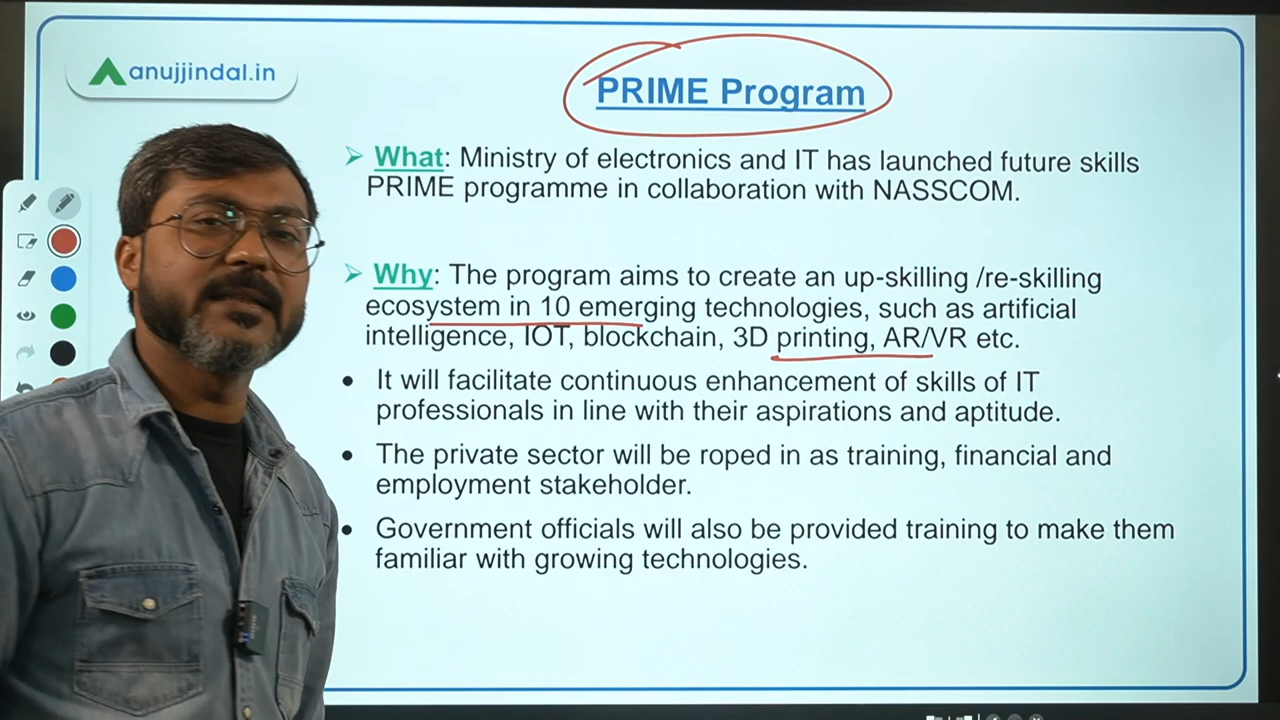 anujjindal.in
PRIME Program
What: Ministry of electronics and IT has launched future skills
PRIME programme in collaboration with NASSCOM.
Why: The program aims to create an up-skilling /re-skilling
ecosystem in 10 emerging technologies, such as artificial
intelligence, IOT, blockchain, 3D printing, AR/VR etc.
It will facilitate continuous enhancement of skills of IT
professionals in line with their aspirations and aptitude.
The private sector will be roped in as training, financial and
employment stakeholder.
Government officials will also be provided training to make them
familiar with growing technologies.